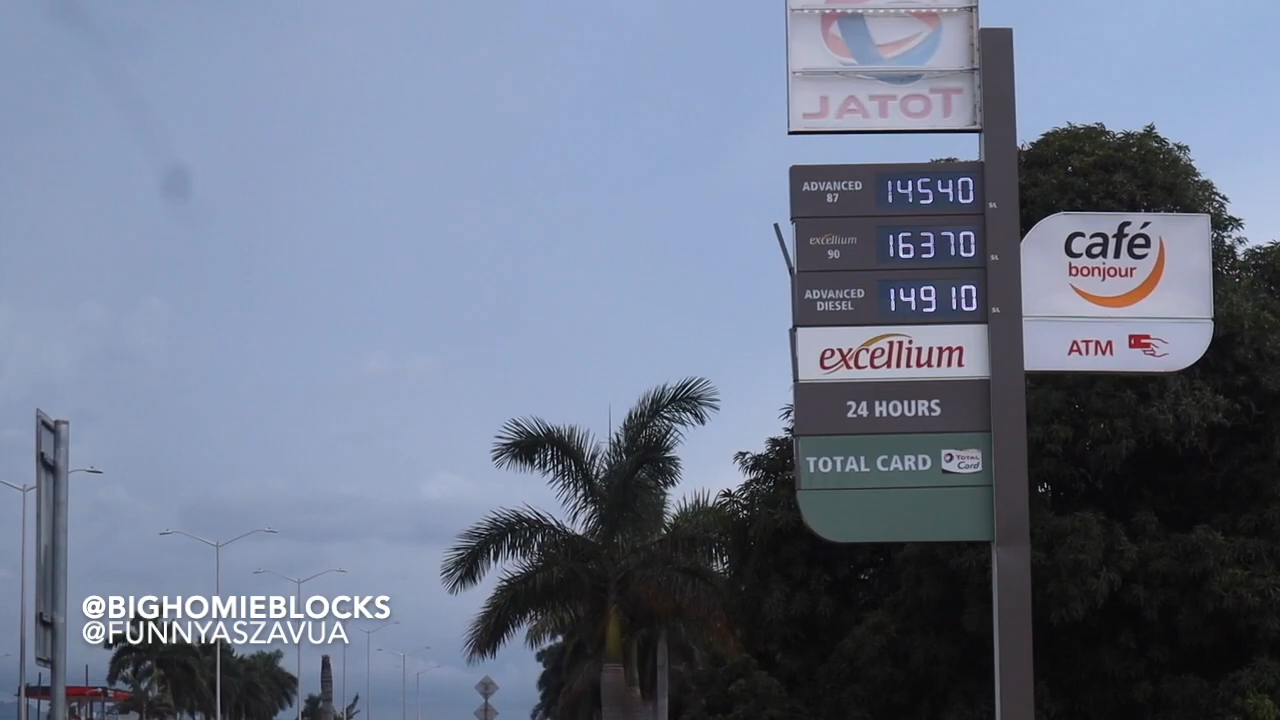 TOTAL
ADVANCED
87
14540
$/L
excellium
90
16370
$/L
ADVANCED
DIESEL
14910
$/L
café
bonjour
ATM
excellium
24 HOURS
TOTAL CARD
TOTAL
Card
@BIGHOMIEBLOCKS
@FUNNYASZAVUA